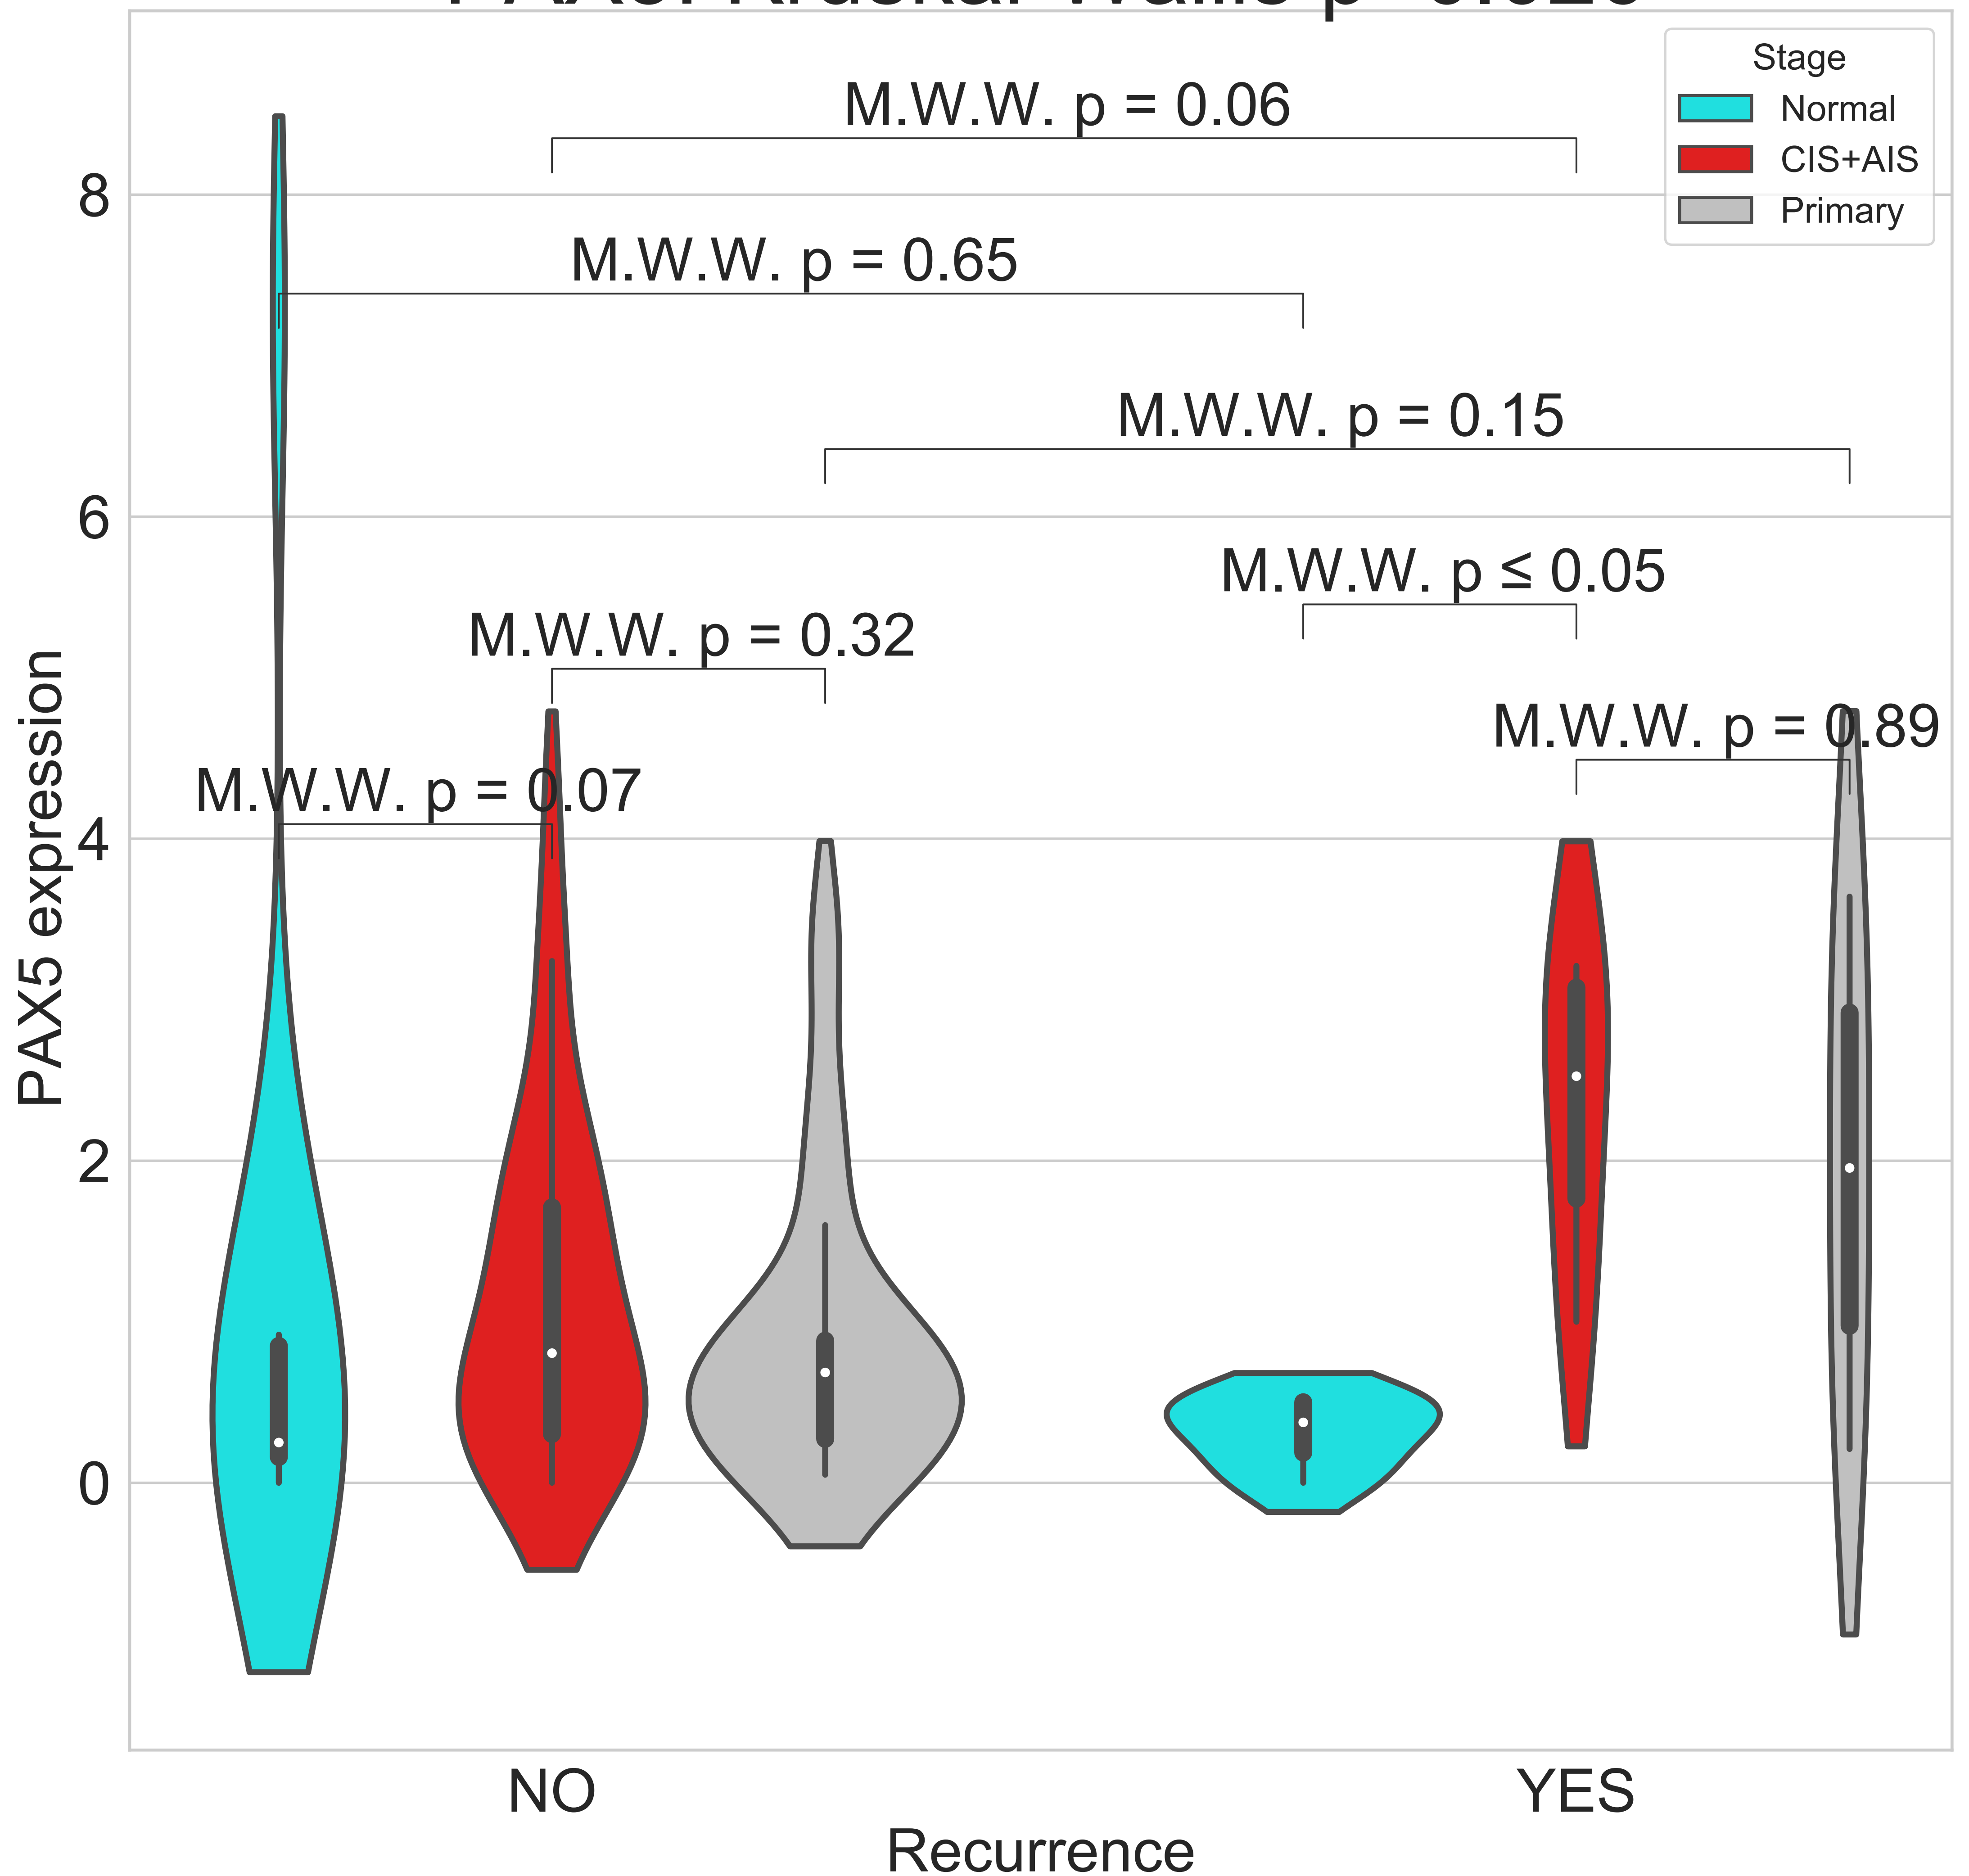 Stage
Normal
CIS+AIS
Primary
M.W.W. p = 0.06
M.W.W. p = 0.65
M.W.W. p = 0.15
M.W.W. p ≤ 0.05
M.W.W. p = 0.32
M.W.W. p = 0.89
M.W.W. p = 0.07
8
6
4
2
0
PAX5 expression
NO
YES
Recurrence